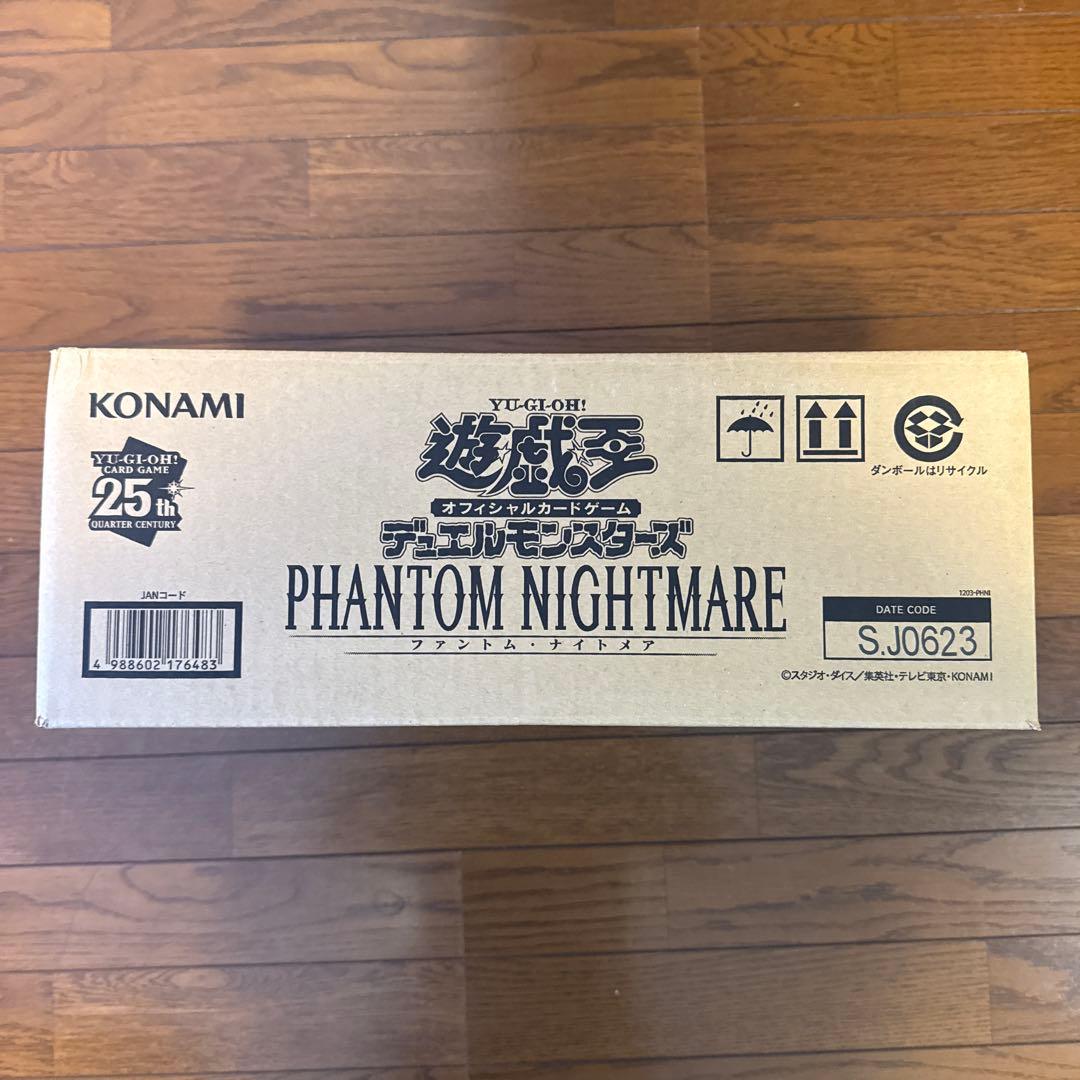 KONAMI
YU-GI-OH!
CARD GAME
25th
QUARTER CENTURY
YU-GI-OH!
遊戯王
オフィシャルカードゲーム
デュエルモンスターズ
PHANTOM NIGHTMARE
ファントム・ナイトメア
ダンボールはリサイクル
JANコード
4 988602 176483
1203-PHNI
DATE CODE
S.J0623
©スタジオ・ダイス/集英社・テレビ東京・KONAMI